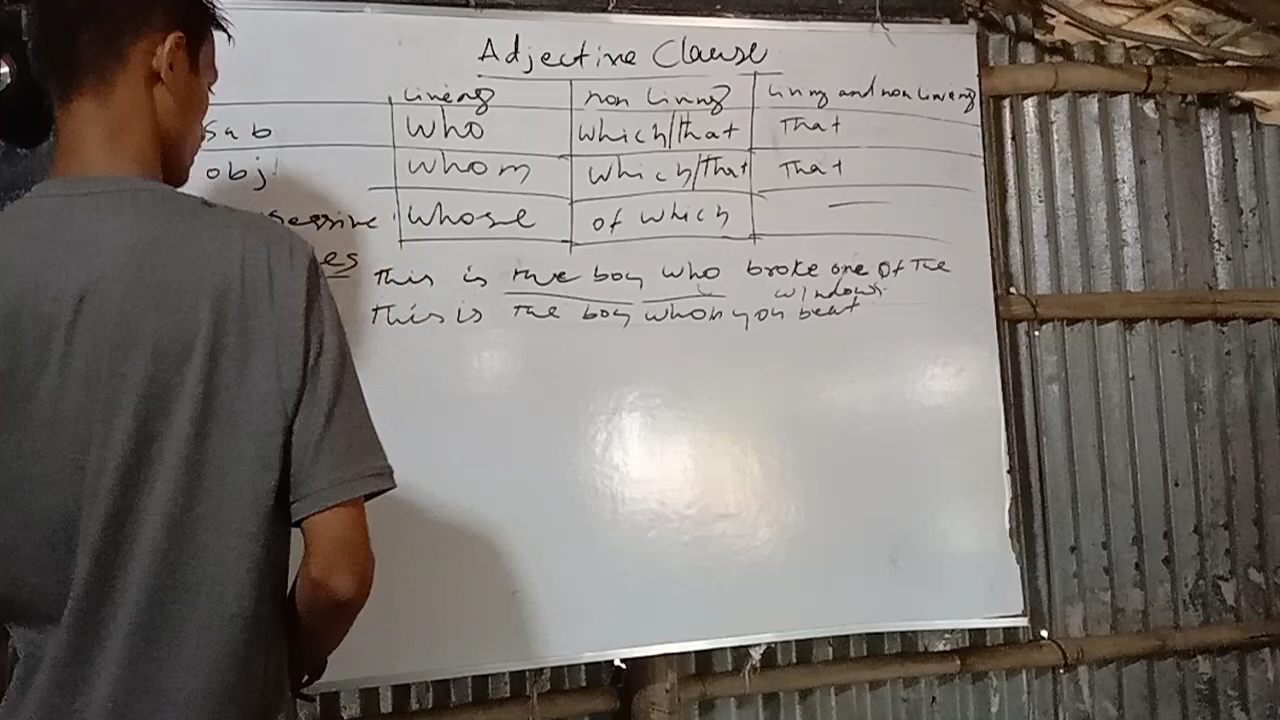 Adjective Clause
Living non Living Living and non Living
Sub Who Which/That That
obj Whom Which/That That
ssessive Whose of which —
es This is the boy who broke one of the
windows.
This is the boy whom you beat